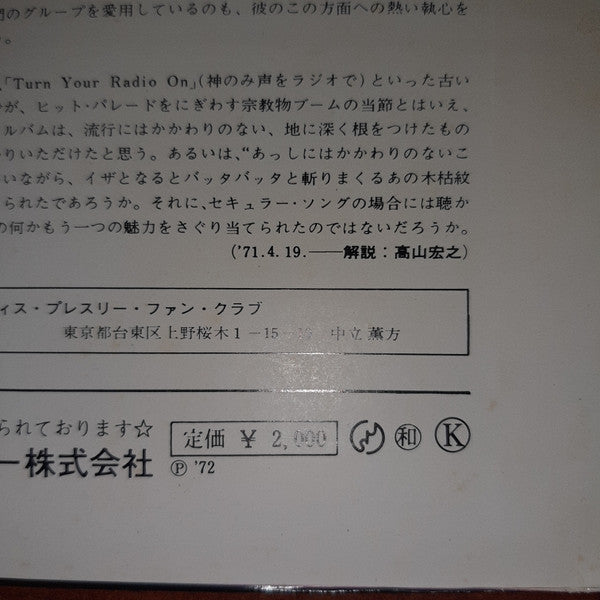 門のグループを愛用しているのも、彼のこの方面への熱い執心を
。
、「Turn Your Radio On」(神のみ声をラジオで)といった古い
が、ヒット・パレードをにぎわす宗教物ブームの当節とはいえ、
ルバムは、流行にはかかわりのない、地に深く根をつけたもの
りいただけたと思う。あるいは、“あっしにはかかわりのないこ
いながら、イザとなるとバッタバッタと斬りまくるあの木枯紋
られたであろうか。それに、セキュラー・ソングの場合には聴か
の何かもう一つの魅力をさぐり当てられたのではないだろうか。
('71.4.19.――解説：高山宏之)
ィス・プレスリー・ファン・クラブ
東京都台東区上野桜木1-15- 中立 薫方
られております☆
定価 ¥ 2,000
和
K
ー株式会社
Ⓟ '72